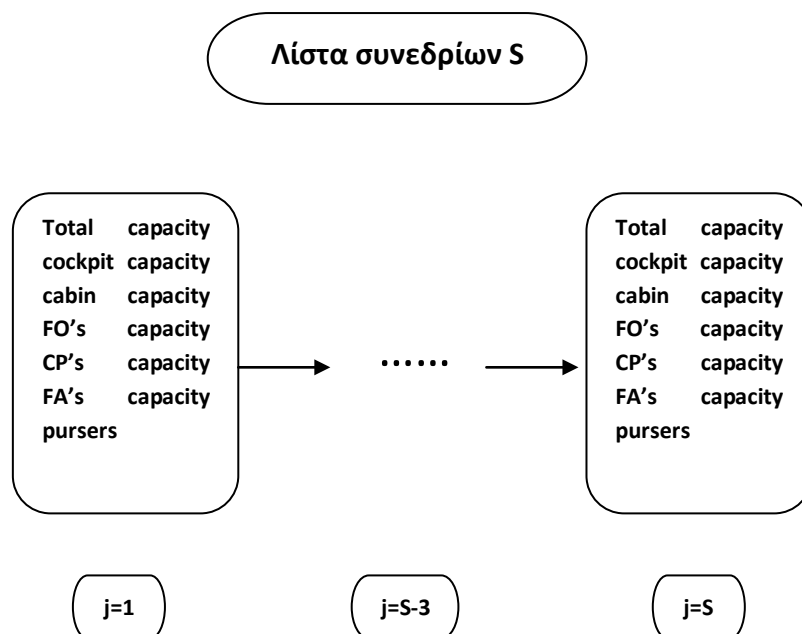 Λίστα συνεδρίων S
Total capacity
cockpit capacity
cabin capacity
FO’s capacity
CP’s capacity
FA’s capacity
pursers
......
Total capacity
cockpit capacity
cabin capacity
FO’s capacity
CP’s capacity
FA’s capacity
pursers
j=1
j=S-3
j=S